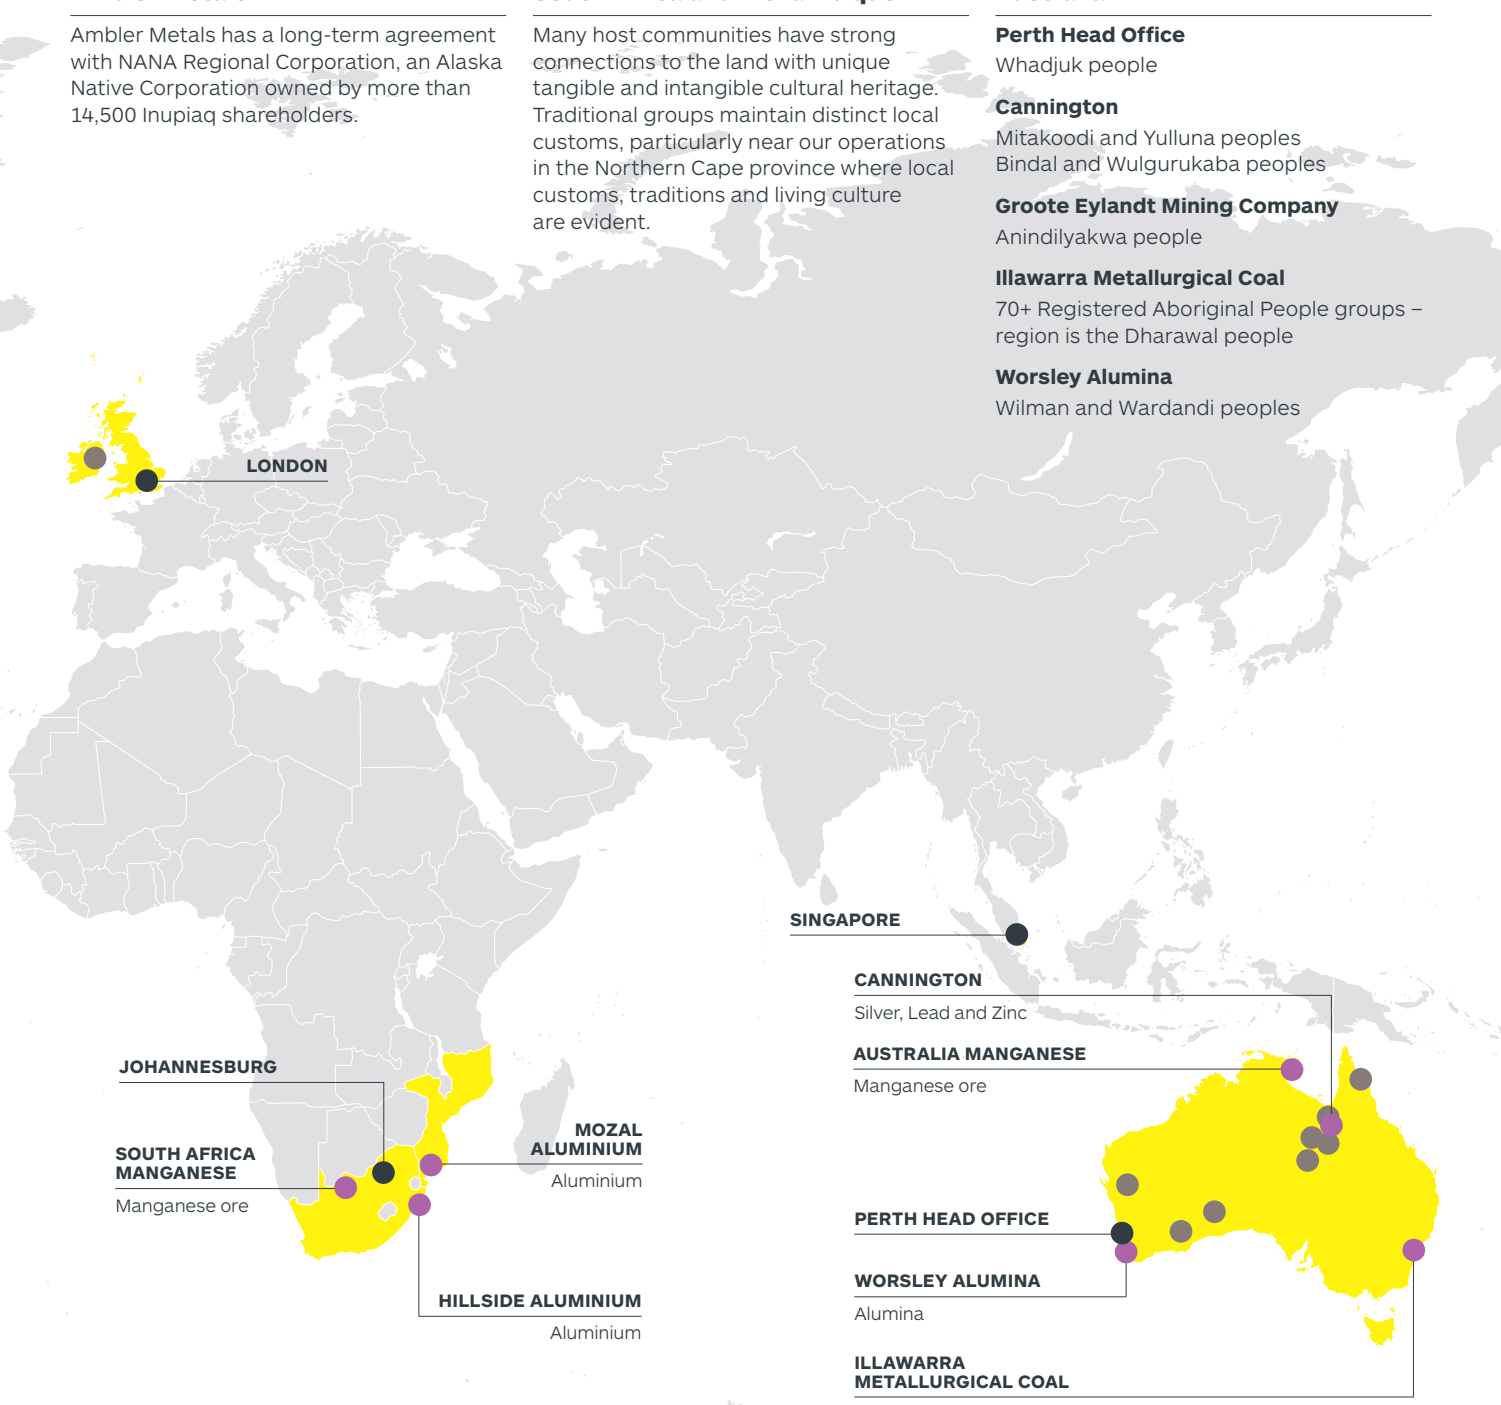 Ambler Metals has a long-term agreement
with NANA Regional Corporation, an Alaska
Native Corporation owned by more than
14,500 Inupiaq shareholders.
Many host communities have strong
connections to the land with unique
tangible and intangible cultural heritage.
Traditional groups maintain distinct local
customs, particularly near our operations
in the Northern Cape province where local
customs, traditions and living culture
are evident.
Perth Head Office
Whadjuk people
Cannington
Mitakoodi and Yulluna peoples
Bindal and Wulgurukaba peoples
Groote Eylandt Mining Company
Anindilyakwa people
Illawarra Metallurgical Coal
70+ Registered Aboriginal People groups –
region is the Dharawal people
Worsley Alumina
Wilman and Wardandi peoples
LONDON
SINGAPORE
CANNINGTON
Silver, Lead and Zinc
AUSTRALIA MANGANESE
Manganese ore
JOHANNESBURG
SOUTH AFRICA
MANGANESE
Manganese ore
MOZAL
ALUMINIUM
Aluminium
HILLSIDE ALUMINIUM
Aluminium
PERTH HEAD OFFICE
WORSLEY ALUMINA
Alumina
ILLAWARRA
METALLURGICAL COAL